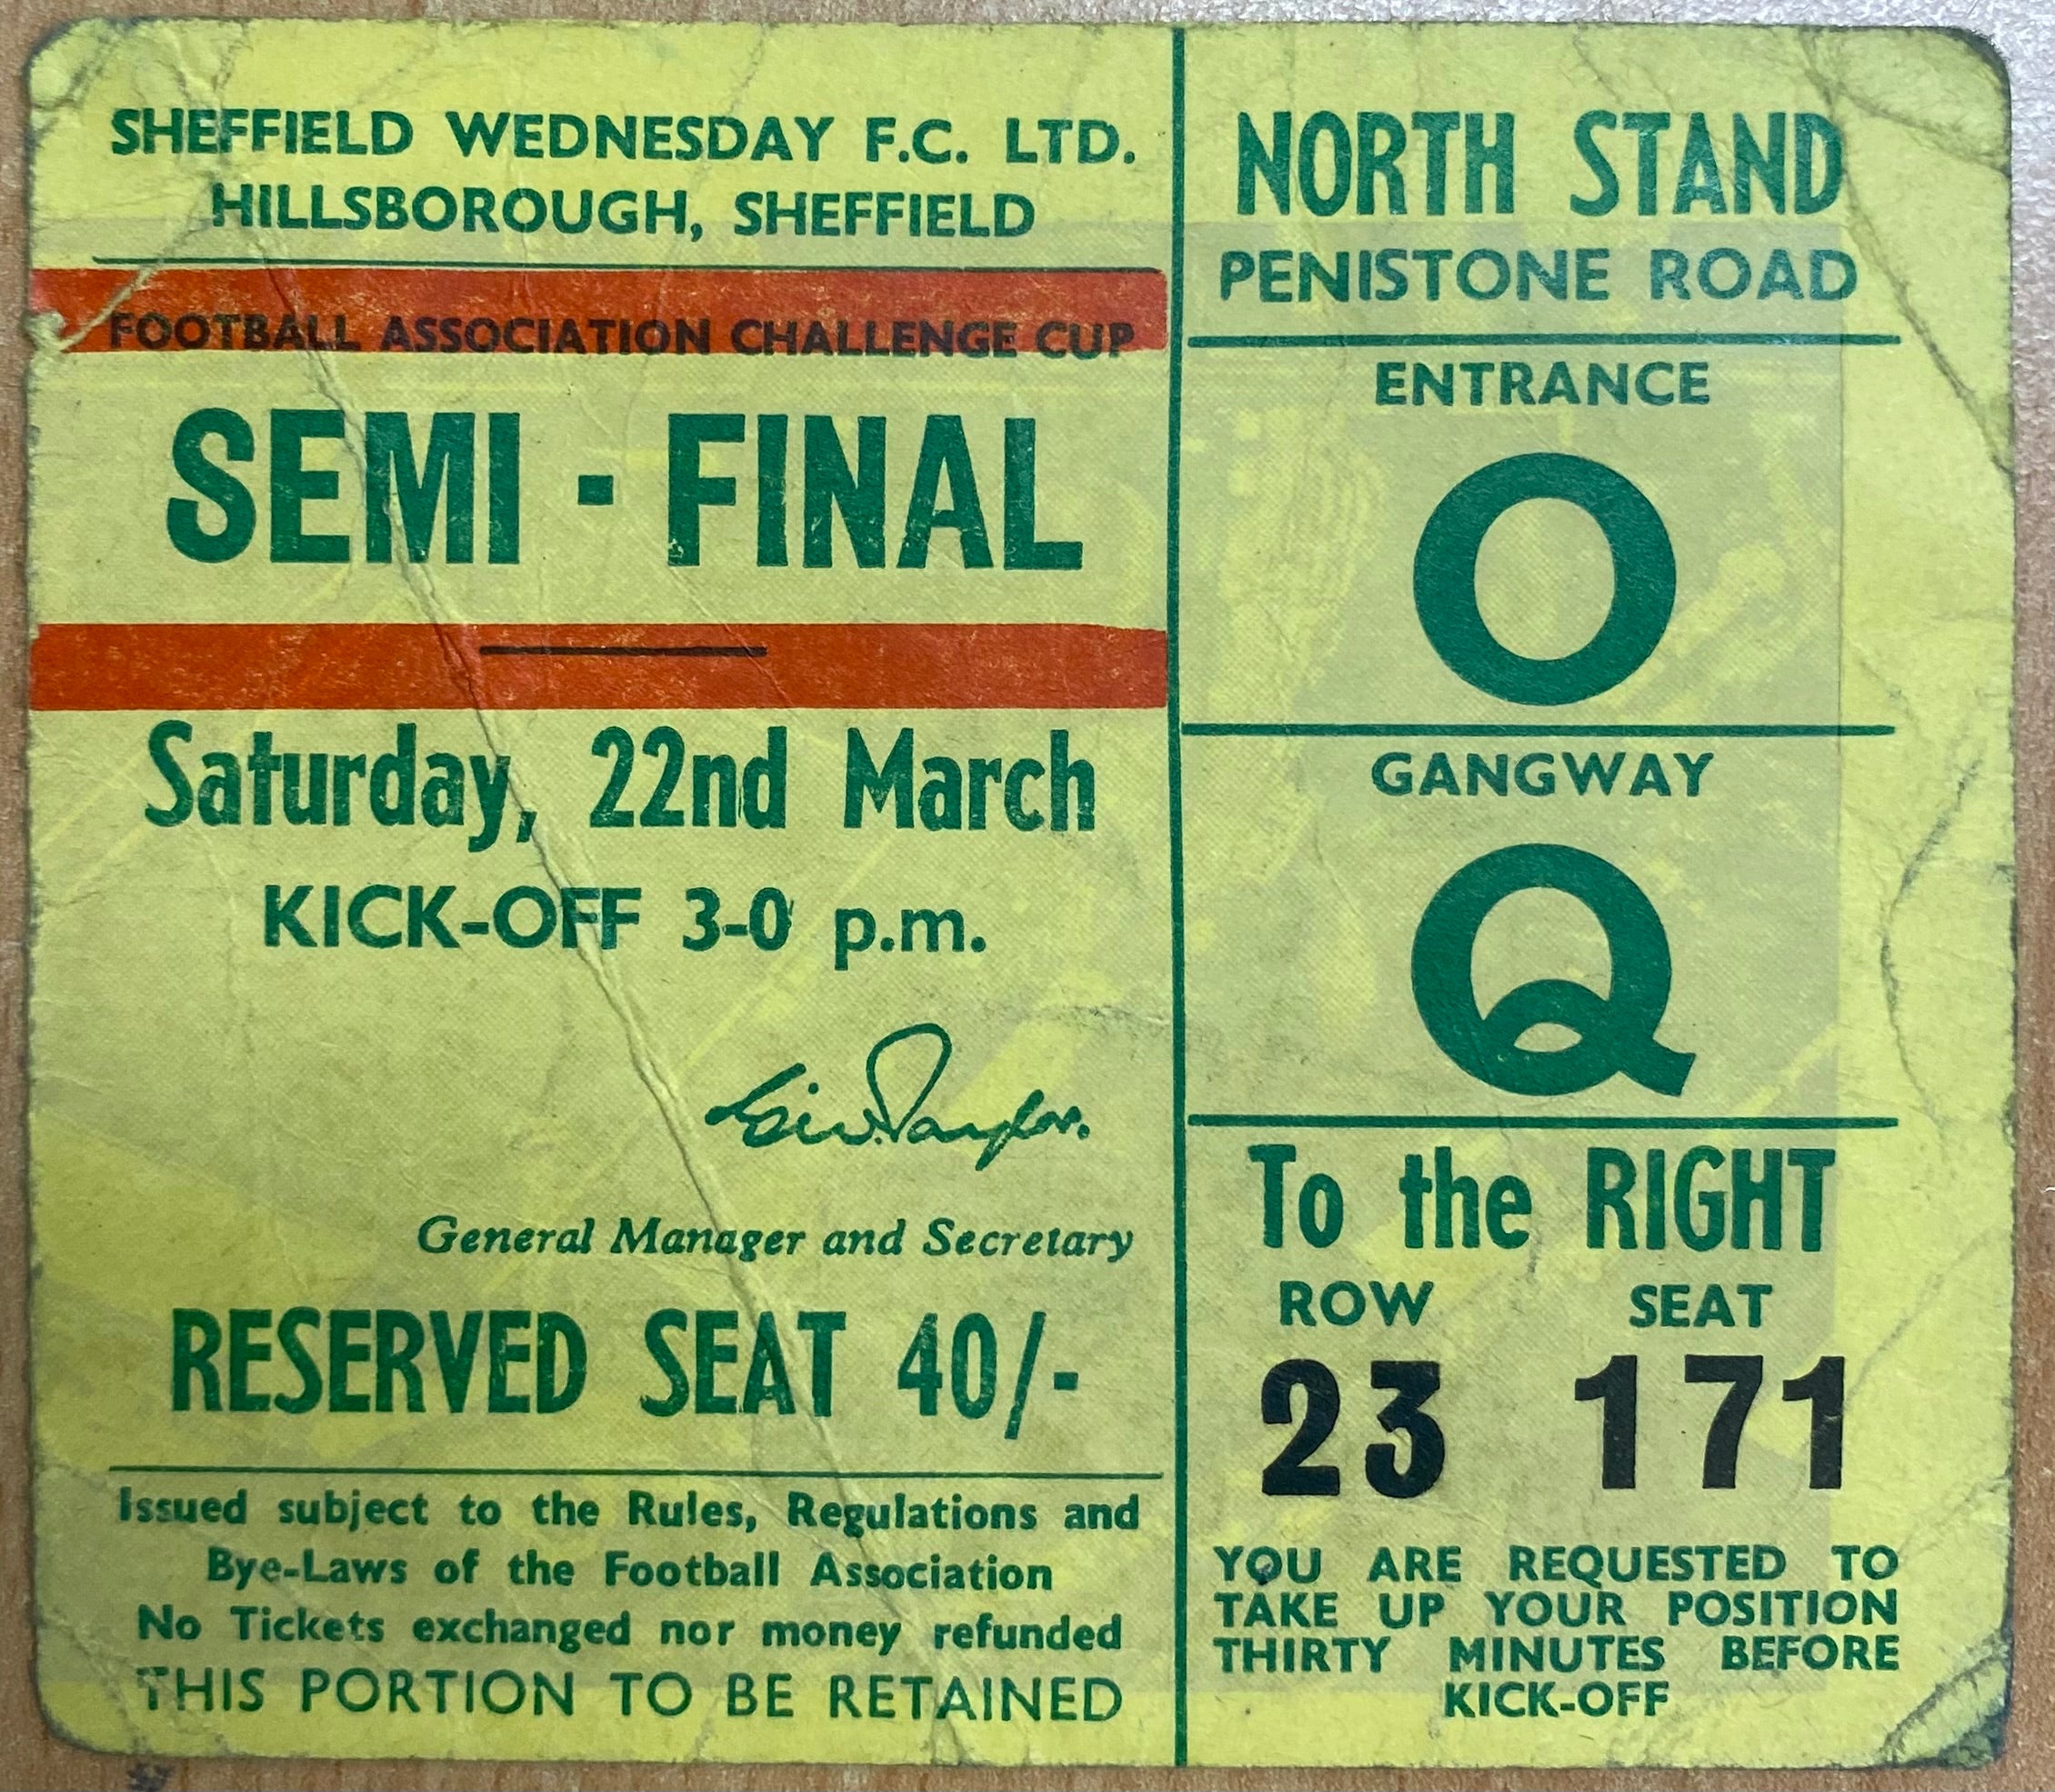 SHEFFIELD WEDNESDAY F.C. LTD.
HILLSBOROUGH, SHEFFIELD
FOOTBALL ASSOCIATION CHALLENGE CUP
SEMI - FINAL
Saturday, 22nd March
KICK-OFF 3-0 p.m.
General Manager and Secretary
RESERVED SEAT 40/-
Issued subject to the Rules, Regulations and
Bye-Laws of the Football Association
No Tickets exchanged nor money refunded
THIS PORTION TO BE RETAINED
NORTH STAND
PENISTONE ROAD
ENTRANCE
O
GANGWAY
Q
To the RIGHT
ROW SEAT
23 171
YOU ARE REQUESTED TO
TAKE UP YOUR POSITION
THIRTY MINUTES BEFORE
KICK-OFF